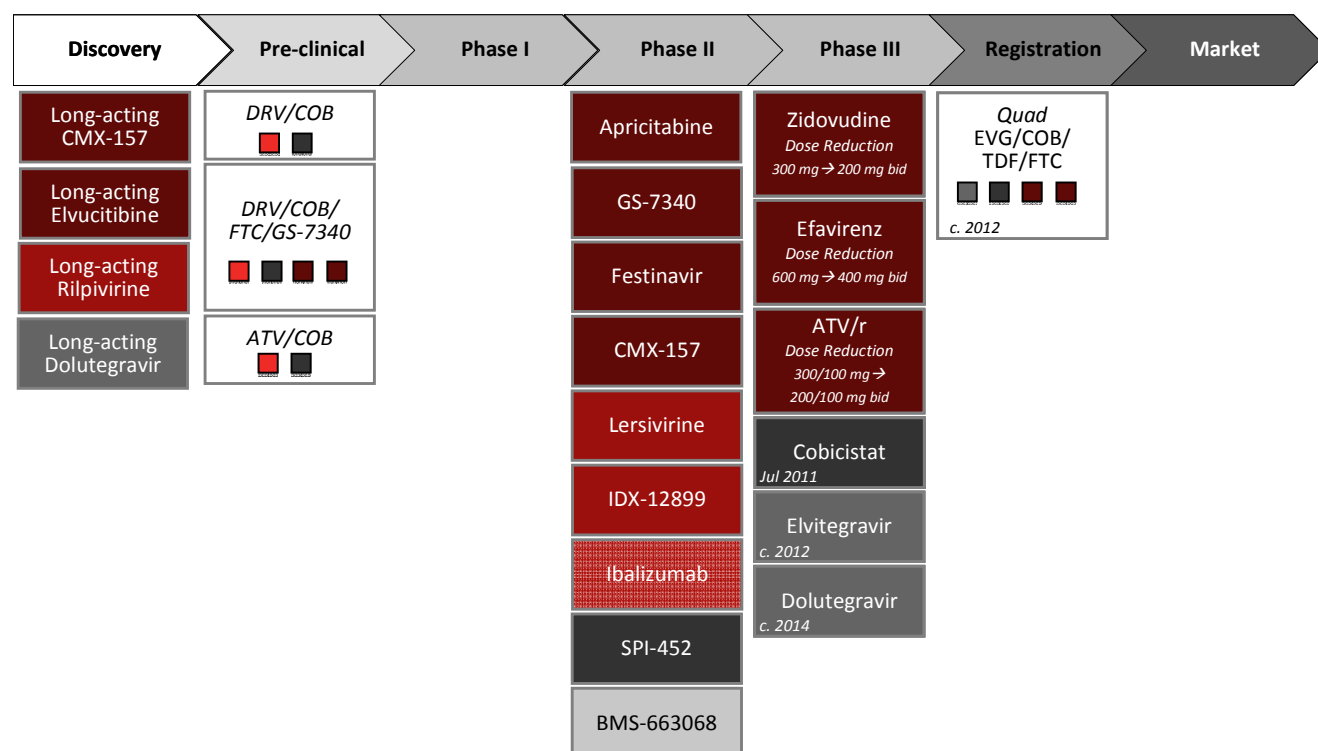 Discovery
Pre-clinical
Phase I
Phase II
Phase III
Registration
Market
Long-acting
CMX-157
Long-acting
Elvucitibine
Long-acting
Rilpivirine
Long-acting
Dolutegravir
DRV/COB
DRV/COB/
FTC/GS-7340
ATV/COB
Apricitabine
GS-7340
Festinavir
CMX-157
Lersivirine
IDX-12899
Ibalizumab
SPI-452
BMS-663068
Zidovudine
Dose Reduction
300 mg→ 200 mg bid
Efavirenz
Dose Reduction
600 mg→ 400 mg bid
ATV/r
Dose Reduction
300/100 mg→
200/100 mg bid
Cobicistat
Jul 2011
Elvitegravir
c. 2012
Dolutegravir
c. 2014
Quad
EVG/COB/
TDF/FTC
c. 2012